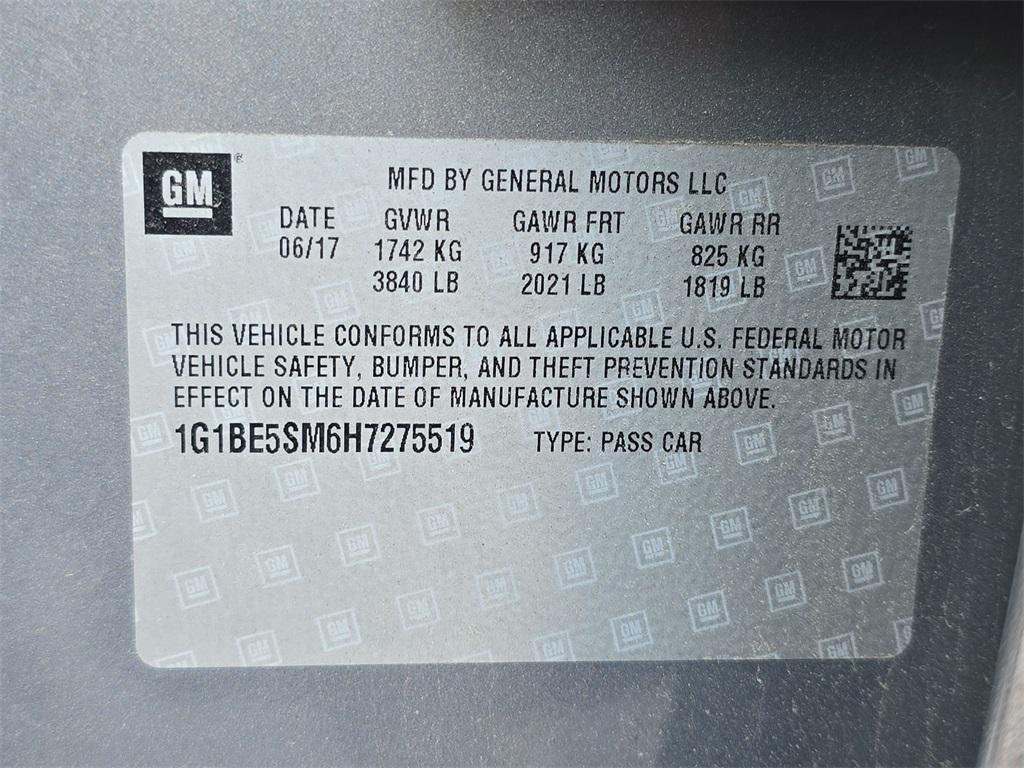 GM
MFD BY GENERAL MOTORS LLC
DATE GVWR GAWR FRT GAWR RR
06/17 1742 KG 917 KG 825 KG
3840 LB 2021 LB 1819 LB
THIS VEHICLE CONFORMS TO ALL APPLICABLE U.S. FEDERAL MOTOR
VEHICLE SAFETY, BUMPER, AND THEFT PREVENTION STANDARDS IN
EFFECT ON THE DATE OF MANUFACTURE SHOWN ABOVE.
1G1BE5SM6H7275519 TYPE: PASS CAR